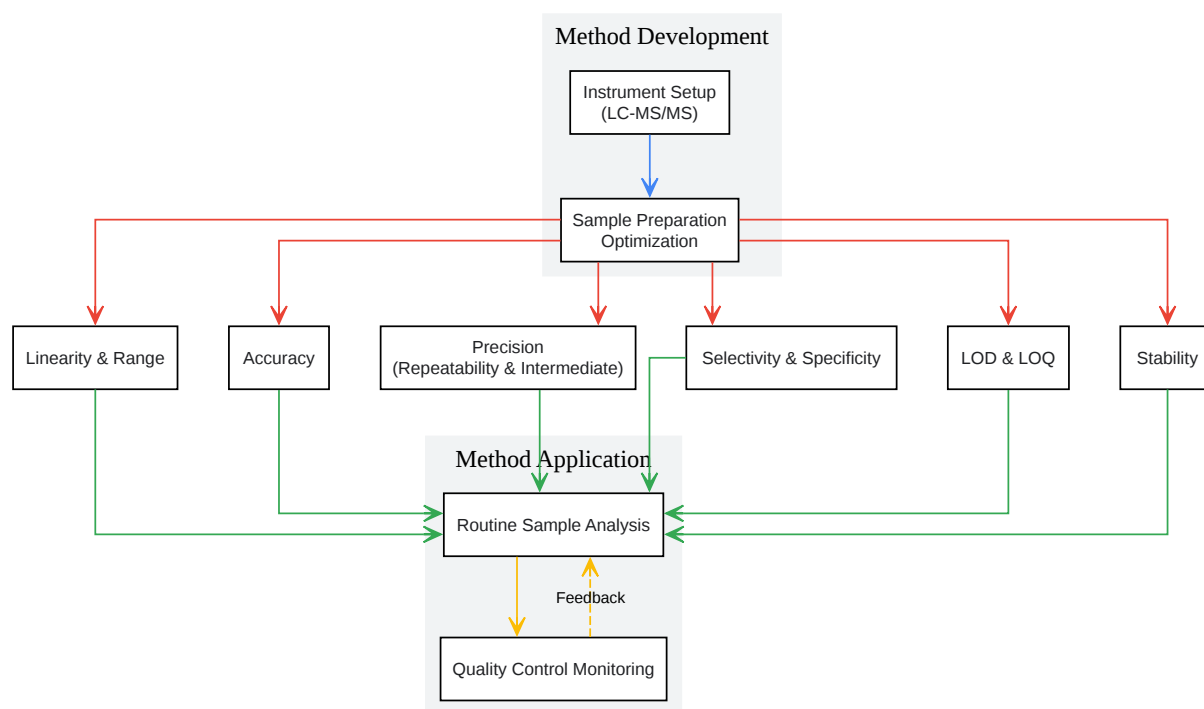 Method Development
Instrument Setup
(LC-MS/MS)
Sample Preparation
Optimization
Linearity & Range
Accuracy
Precision
(Repeatability & Intermediate)
Selectivity & Specificity
LOD & LOQ
Stability
Method Application
Routine Sample Analysis
Feedback
Quality Control Monitoring